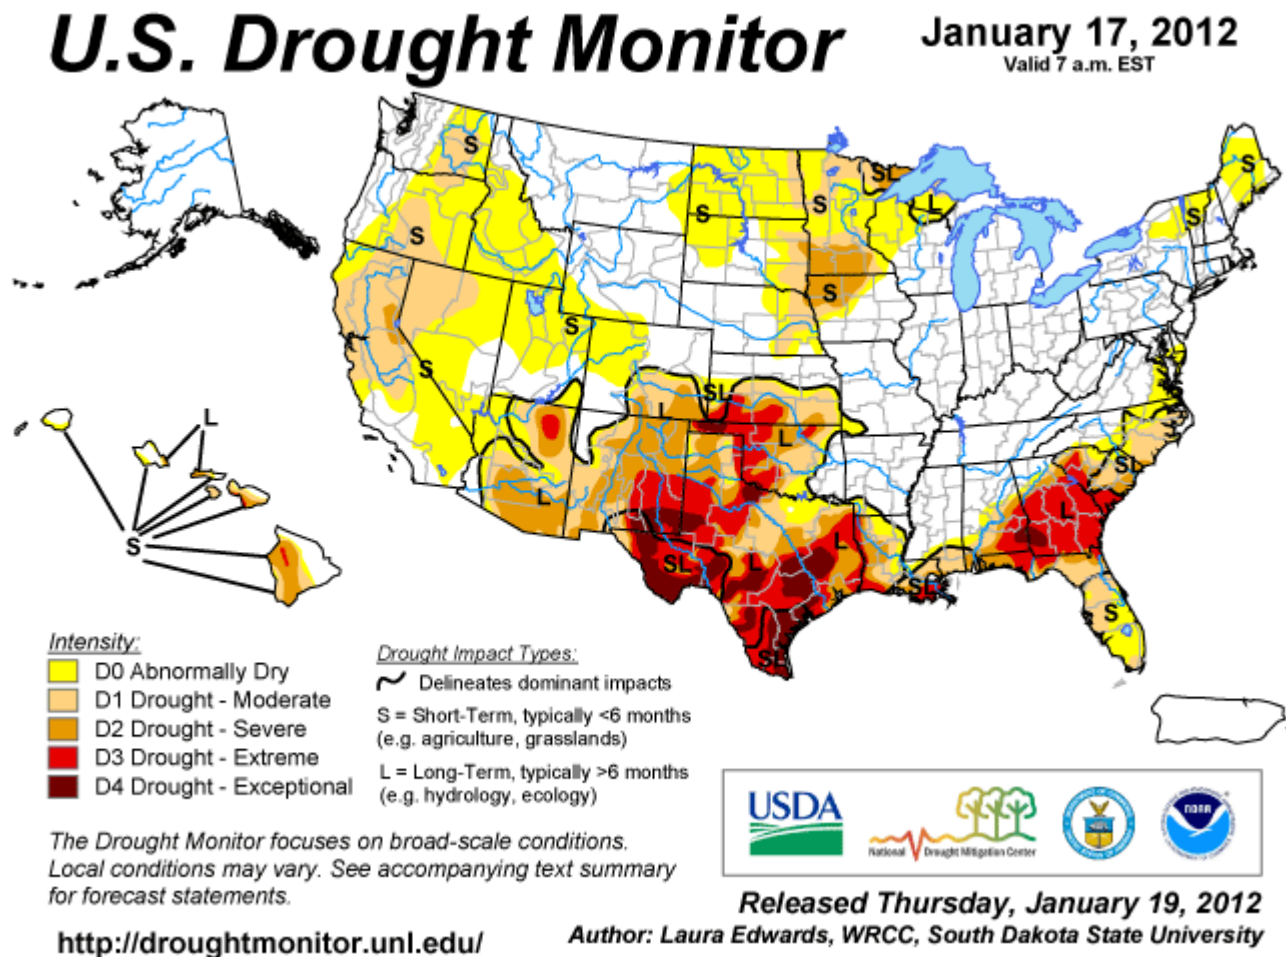 U.S. Drought Monitor
January 17, 2012
Valid 7 a.m. EST
S
SL
S
L
S
S
S
S
S
S
S
S
SL
L
L
L
L
S
SL
L
L
SL
L
SL
S
SL
Intensity:
D0 Abnormally Dry
D1 Drought - Moderate
D2 Drought - Severe
D3 Drought - Extreme
D4 Drought - Exceptional
Drought Impact Types:
Delineates dominant impacts
S = Short-Term, typically <6 months
(e.g. agriculture, grasslands)
L = Long-Term, typically >6 months
(e.g. hydrology, ecology)
USDA
National Drought Mitigation Center
NOAA
The Drought Monitor focuses on broad-scale conditions.
Local conditions may vary. See accompanying text summary
for forecast statements.
http://droughtmonitor.unl.edu/
Released Thursday, January 19, 2012
Author: Laura Edwards, WRCC, South Dakota State University